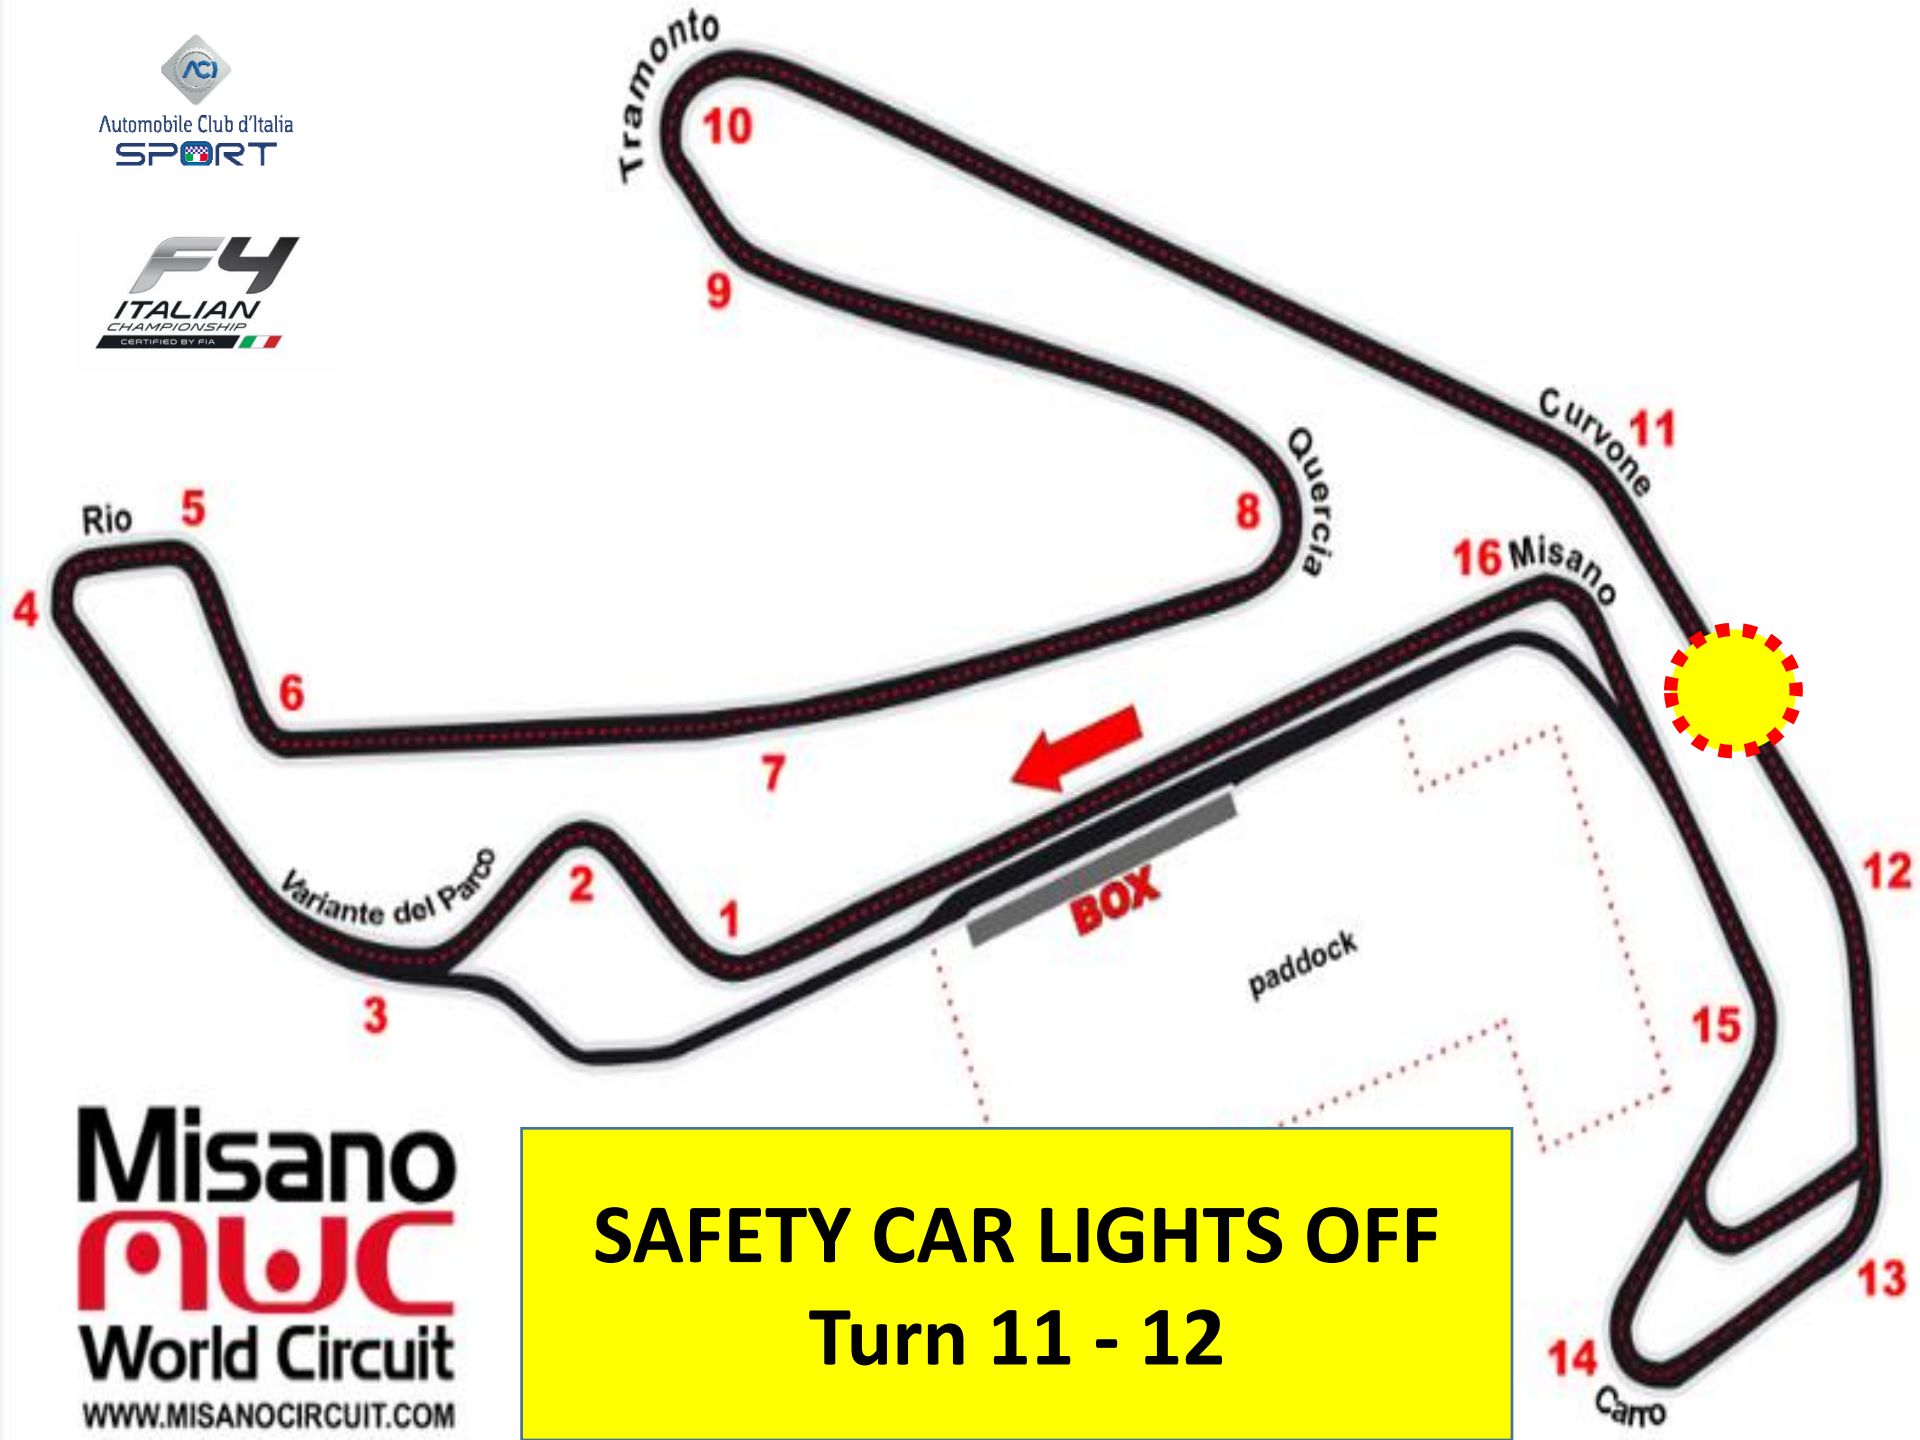 ACI
Automobile Club d'Italia
SPORT
F4
ITALIAN
CHAMPIONSHIP
CERTIFIED BY FIA
Tramonto
10
9
Curvone
11
Quercia
8
Rio
5
4
6
16 Misano
7
12
Variante del Parco
2
1
3
BOX
paddock
15
13
14
Carro
Misano
MWC
World Circuit
WWW.MISANOCIRCUIT.COM
SAFETY CAR LIGHTS OFF
Turn 11 - 12